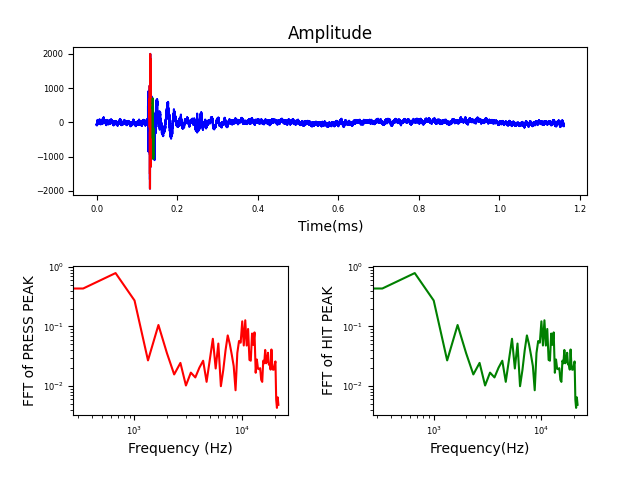 Amplitude
2000
1000
0
−1000
−2000
0.0 0.2 0.4 0.6 0.8 1.0 1.2
Time(ms)
FFT of PRESS PEAK
10⁰
10⁻¹
10⁻²
10³ 10⁴
Frequency (Hz)
FFT of HIT PEAK
10⁰
10⁻¹
10⁻²
10³ 10⁴
Frequency(Hz)